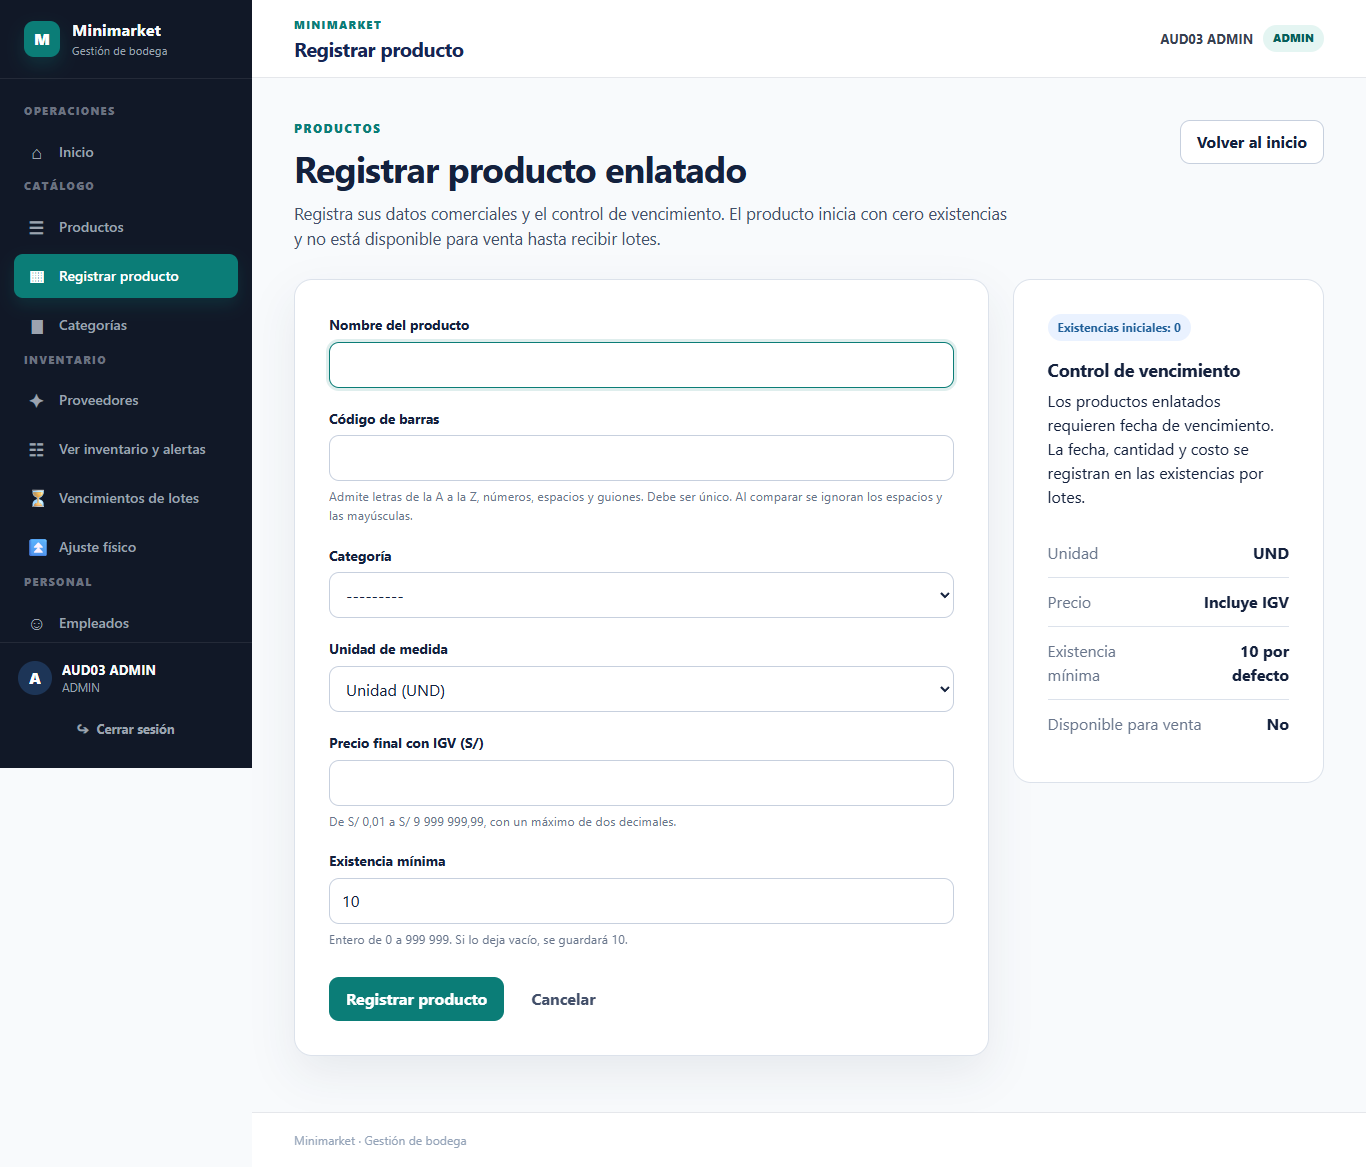 M
Minimarket
Gestión de bodega
OPERACIONES
Inicio
CATÁLOGO
Productos
Registrar producto
Categorías
INVENTARIO
Proveedores
Ver inventario y alertas
Vencimientos de lotes
Ajuste físico
PERSONAL
Empleados
A
AUD03 ADMIN
ADMIN
Cerrar sesión
MINIMARKET
Registrar producto
AUD03 ADMIN
ADMIN
PRODUCTOS
Registrar producto enlatado
Registra sus datos comerciales y el control de vencimiento. El producto inicia con cero existencias
y no está disponible para venta hasta recibir lotes.
Volver al inicio
Nombre del producto
Código de barras
Admite letras de la A a la Z, números, espacios y guiones. Debe ser único. Al comparar se ignoran los espacios y
las mayúsculas.
Categoría
---------
Unidad de medida
Unidad (UND)
Precio final con IGV (S/)
De S/ 0,01 a S/ 9 999 999,99, con un máximo de dos decimales.
Existencia mínima
10
Entero de 0 a 999 999. Si lo deja vacío, se guardará 10.
Registrar producto
Cancelar
Existencias iniciales: 0
Control de vencimiento
Los productos enlatados
requieren fecha de vencimiento.
La fecha, cantidad y costo se
registran en las existencias por
lotes.
Unidad UND
Precio Incluye IGV
Existencia 10 por
mínima defecto
Disponible para venta No
Minimarket · Gestión de bodega